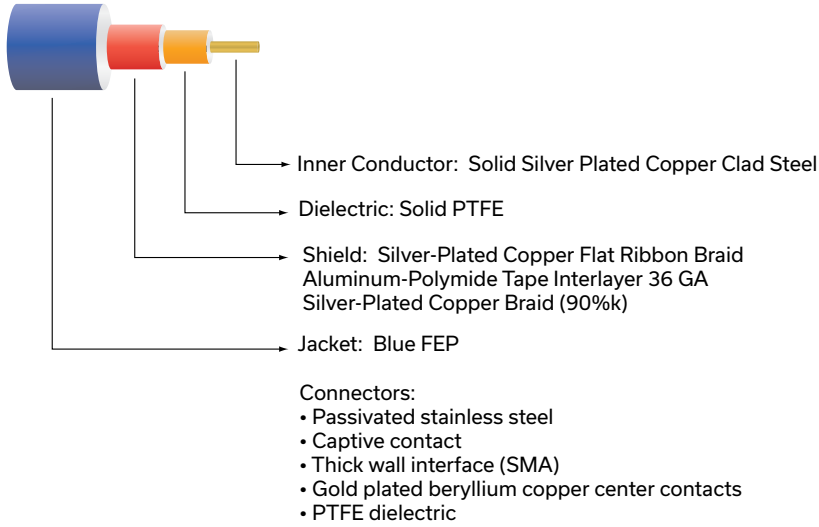 Inner Conductor: Solid Silver Plated Copper Clad Steel
Dielectric: Solid PTFE
Shield: Silver-Plated Copper Flat Ribbon Braid
Aluminum-Polymide Tape Interlayer 36 GA
Silver-Plated Copper Braid (90%k)
Jacket: Blue FEP
Connectors:
• Passivated stainless steel
• Captive contact
• Thick wall interface (SMA)
• Gold plated beryllium copper center contacts
• PTFE dielectric